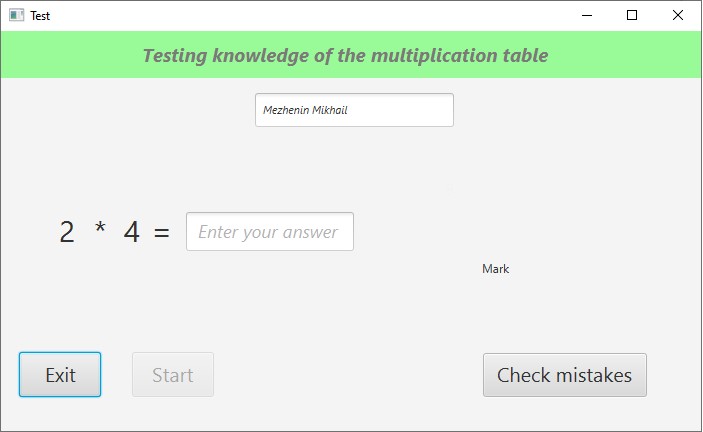 Test
Testing knowledge of the multiplication table
Mezhenin Mikhail
2 * 4 = Enter your answer
Mark
Exit Start Check mistakes